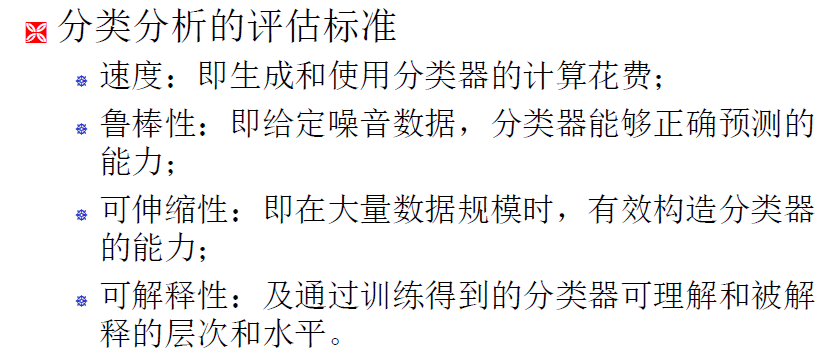 分类分析的评估标准
速度：即生成和使用分类器的计算花费；
鲁棒性：即给定噪音数据，分类器能够正确预测的
能力；
可伸缩性：即在大量数据规模时，有效构造分类器
的能力；
可解释性：及通过训练得到的分类器可理解和被解
释的层次和水平。